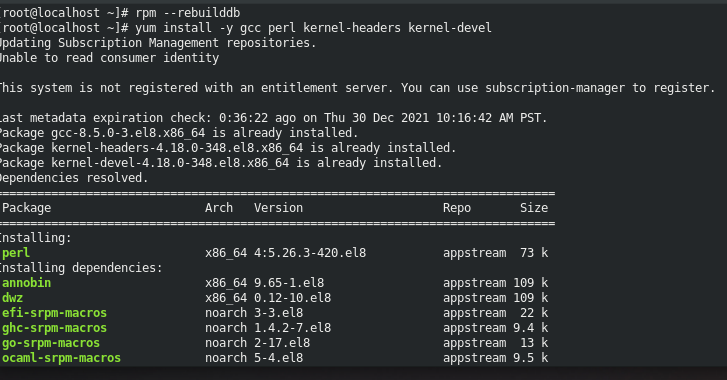 [root@localhost ~]# rpm --rebuilddb
[root@localhost ~]# yum install -y gcc perl kernel-headers kernel-devel
Updating Subscription Management repositories.
Unable to read consumer identity
This system is not registered with an entitlement server. You can use subscription-manager to register.
Last metadata expiration check: 0:36:22 ago on Thu 30 Dec 2021 10:16:42 AM PST.
Package gcc-8.5.0-3.el8.x86_64 is already installed.
Package kernel-headers-4.18.0-348.el8.x86_64 is already installed.
Package kernel-devel-4.18.0-348.el8.x86_64 is already installed.
Dependencies resolved.
================================================================================
Package Arch Version Repo Size
================================================================================
Installing:
perl x86_64 4:5.26.3-420.el8 appstream 73 k
Installing dependencies:
annobin x86_64 9.65-1.el8 appstream 109 k
dwz x86_64 0.12-10.el8 appstream 109 k
efi-srpm-macros noarch 3-3.el8 appstream 22 k
ghc-srpm-macros noarch 1.4.2-7.el8 appstream 9.4 k
go-srpm-macros noarch 2-17.el8 appstream 13 k
ocaml-srpm-macros noarch 5-4.el8 appstream 9.5 k